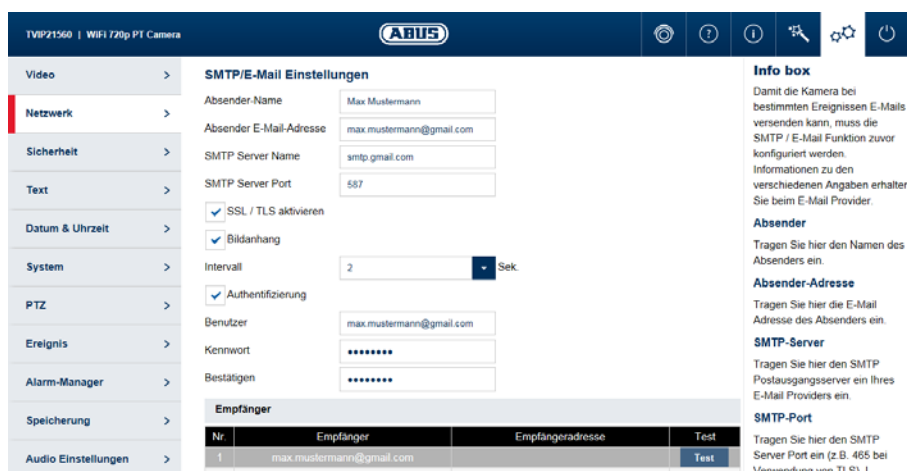 TVIP21560 | WiFi 720p PT Camera
ABUS
Video
Netzwerk
Sicherheit
Text
Datum & Uhrzeit
System
PTZ
Ereignis
Alarm-Manager
Speicherung
Audio Einstellungen
SMTP/E-Mail Einstellungen
Absender-Name Max Mustermann
Absender E-Mail-Adresse max.mustermann@gmail.com
SMTP Server Name smtp.gmail.com
SMTP Server Port 587
SSL / TLS aktivieren
Bildanhang
Intervall 2 Sek.
Authentifizierung
Benutzer max.mustermann@gmail.com
Kennwort ••••••••
Bestätigen ••••••••
Empfänger
Nr. Empfänger Empfängeradresse Test
1 max.mustermann@gmail.com Test
Info box
Damit die Kamera bei
bestimmten Ereignissen E-Mails
versenden kann, muss die
SMTP / E-Mail Funktion zuvor
konfiguriert werden.
Informationen zu den
verschiedenen Angaben erhalten
Sie beim E-Mail Provider.
Absender
Tragen Sie hier den Namen des
Absenders ein.
Absender-Adresse
Tragen Sie hier die E-Mail
Adresse des Absenders ein.
SMTP-Server
Tragen Sie hier den SMTP
Postausgangsserver ein Ihres
E-Mail Providers ein.
SMTP-Port
Tragen Sie hier den SMTP
Server Port ein (z.B. 465 bei
Verwendung von TLS).